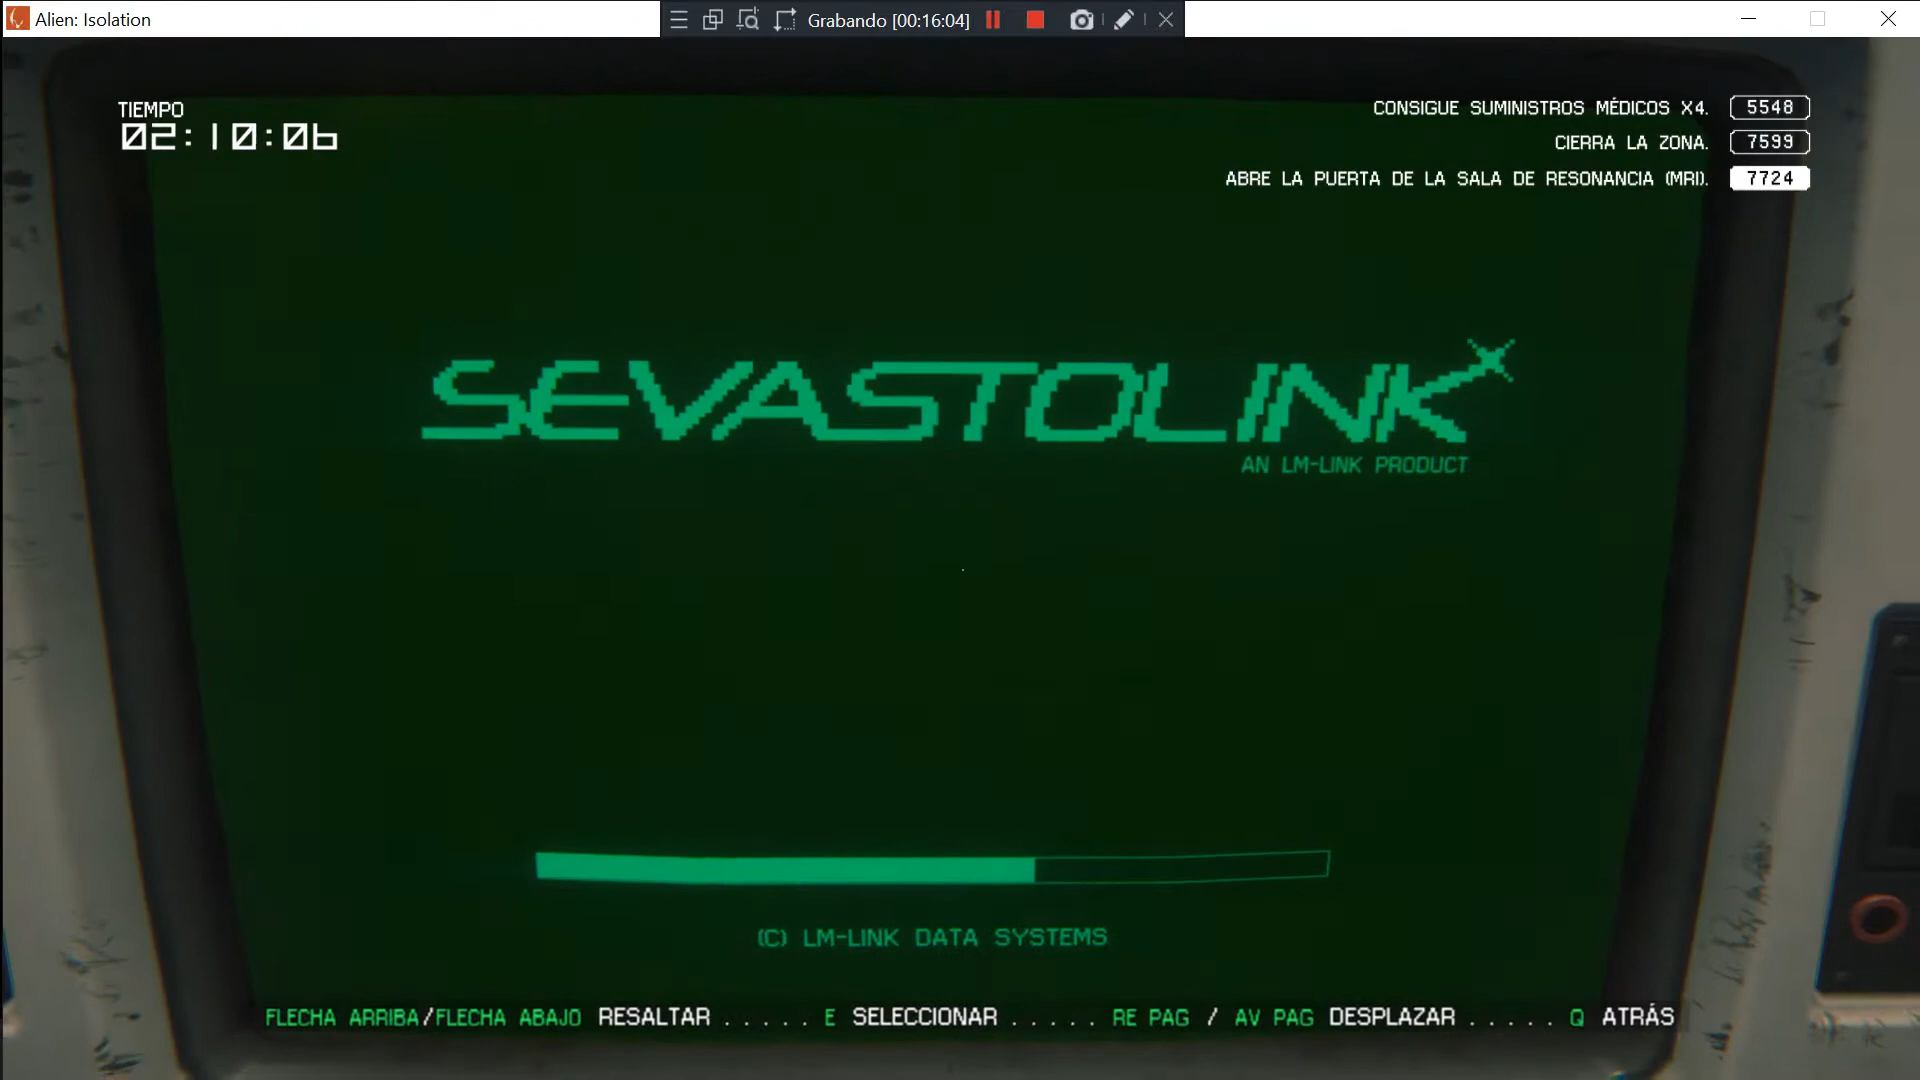 Alien: Isolation
Grabando [00:16:04]
TIEMPO
02:10:06
CONSIGUE SUMINISTROS MÉDICOS X4. 5548
CIERRA LA ZONA. 7599
ABRE LA PUERTA DE LA SALA DE RESONANCIA (MRI). 7724
SEVASTOLINK
AN LM-LINK PRODUCT
(C) LM-LINK DATA SYSTEMS
FLECHA ARRIBA/FLECHA ABAJO RESALTAR ..... E SELECCIONAR ..... RE PAG / AV PAG DESPLAZAR ..... Q ATRÁS